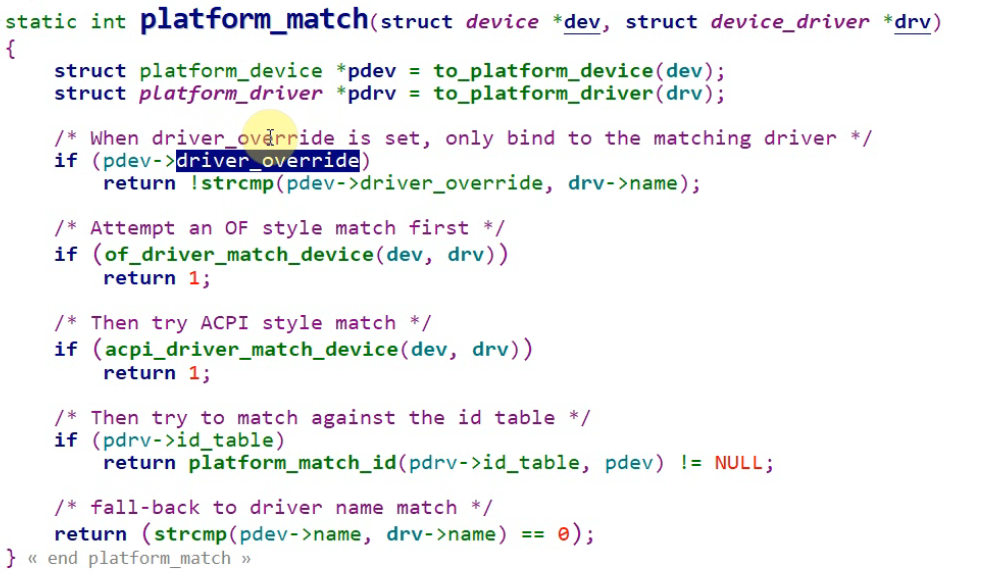 static int platform_match(struct device *dev, struct device_driver *drv)
{
    struct platform_device *pdev = to_platform_device(dev);
    struct platform_driver *pdrv = to_platform_driver(drv);
    /* When driver_override is set, only bind to the matching driver */
    if (pdev->driver_override)
        return !strcmp(pdev->driver_override, drv->name);
    /* Attempt an OF style match first */
    if (of_driver_match_device(dev, drv))
        return 1;
    /* Then try ACPI style match */
    if (acpi_driver_match_device(dev, drv))
        return 1;
    /* Then try to match against the id table */
    if (pdrv->id_table)
        return platform_match_id(pdrv->id_table, pdev) != NULL;
    /* fall-back to driver name match */
    return (strcmp(pdev->name, drv->name) == 0);
} « end platform_match »